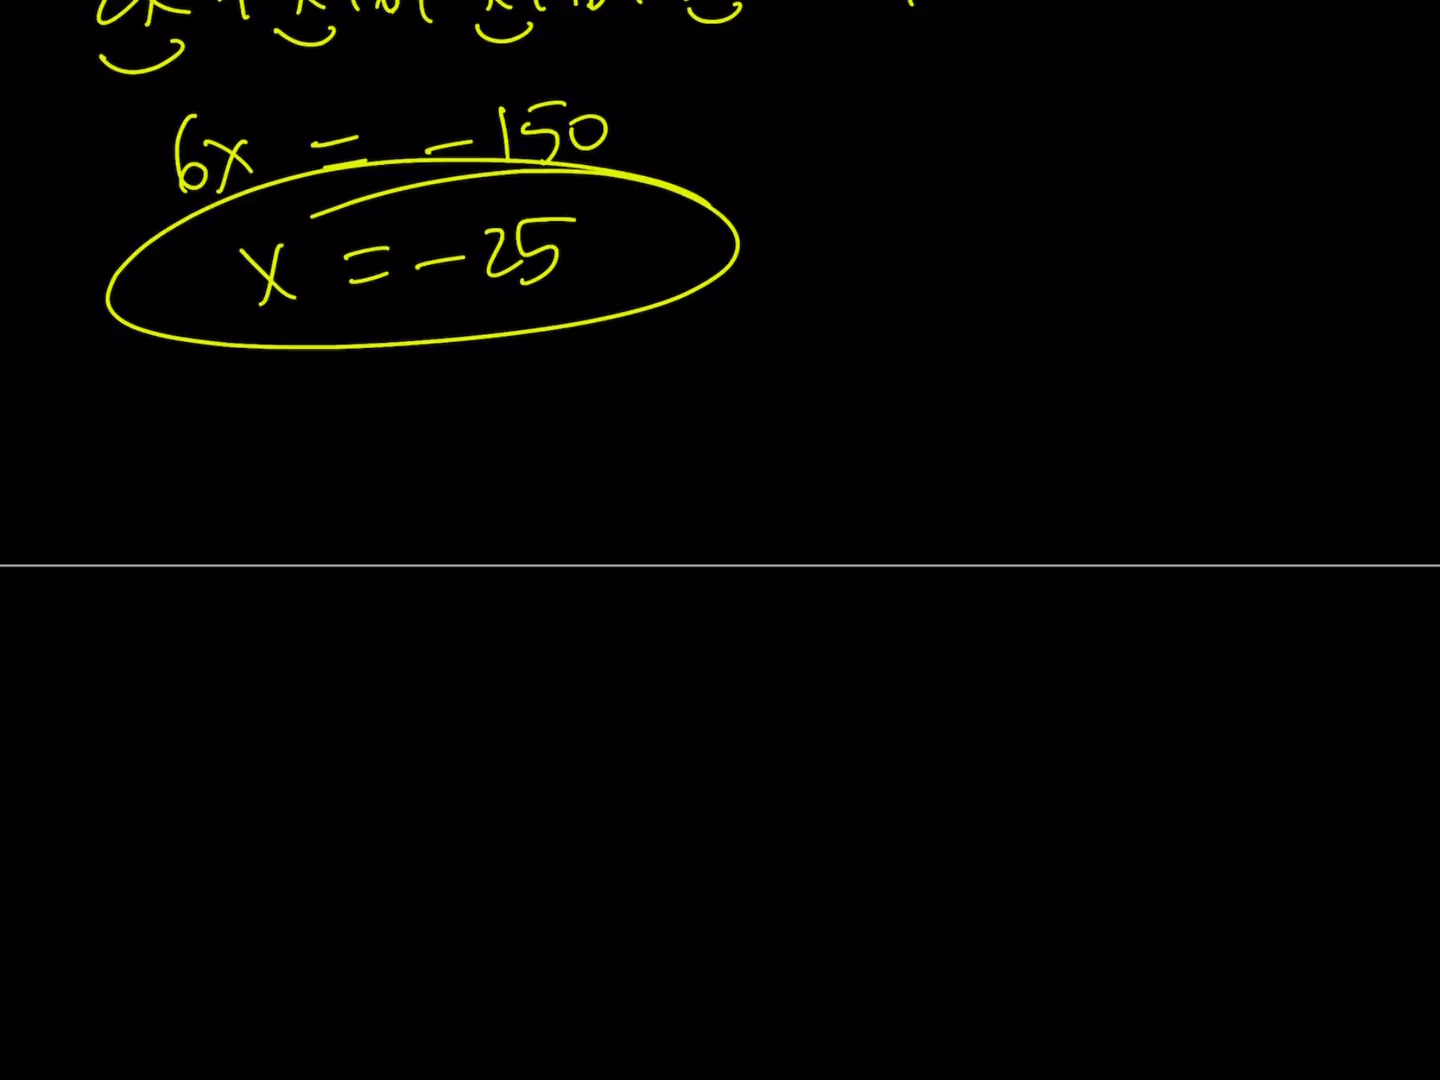 6x = -150
x = -25